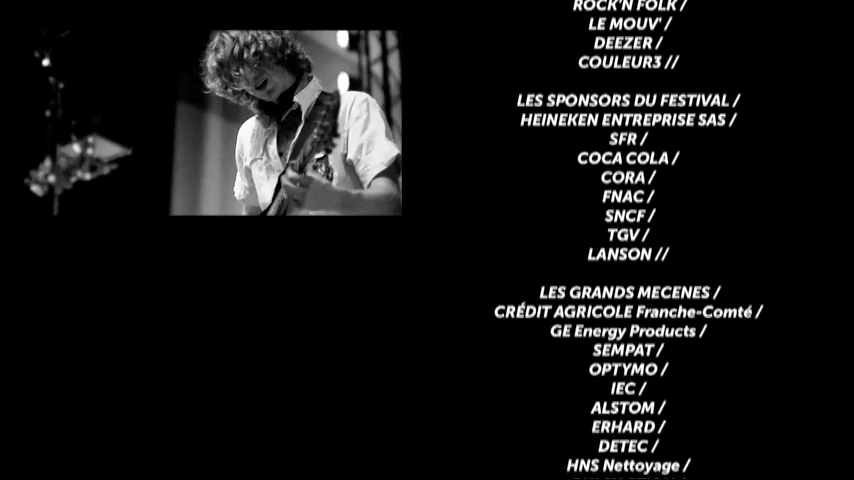 ROCK'N FOLK /
LE MOUV' /
DEEZER /
COULEUR3 //
LES SPONSORS DU FESTIVAL /
HEINEKEN ENTREPRISE SAS /
SFR /
COCA COLA /
CORA /
FNAC /
SNCF /
TGV /
LANSON //
LES GRANDS MECENES /
CRÉDIT AGRICOLE Franche-Comté /
GE Energy Products /
SEMPAT /
OPTYMO /
IEC /
ALSTOM /
ERHARD /
DETEC /
HNS Nettoyage /